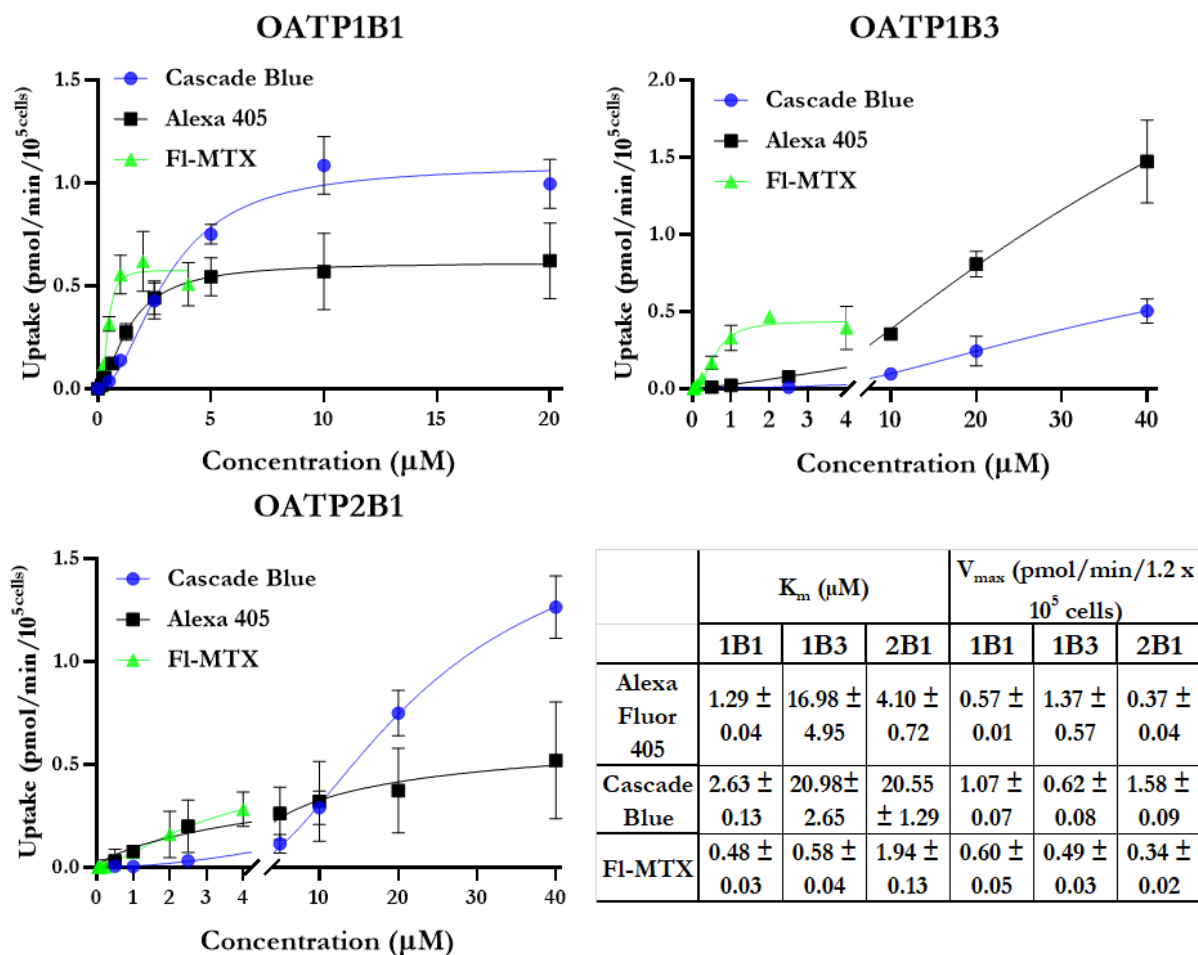 OATP1B1
Cascade Blue
Alexa 405
Fl-MTX
Uptake (pmol/min/10^5cells)
1.5
1.0
0.5
0.0
0 5 10 15 20
Concentration (µM)
OATP1B3
Cascade Blue
Alexa 405
Fl-MTX
Uptake (pmol/min/10^5cells)
2.0
1.5
1.0
0.5
0.0
0 1 2 3 4 10 20 30 40
Concentration (µM)
OATP2B1
Cascade Blue
Alexa 405
Fl-MTX
Uptake (pmol/min/10^5cells)
1.5
1.0
0.5
0.0
0 1 2 3 4 10 20 30 40
Concentration (µM)
K_m (µM)
V_max (pmol/min/1.2 x
10^5 cells)
1B1 1B3 2B1 1B1 1B3 2B1
Alexa
Fluor
405
1.29 ± 16.98 ± 4.10 ± 0.57 ± 1.37 ± 0.37 ±
0.04 4.95 0.72 0.01 0.57 0.04
Cascade
Blue
2.63 ± 20.98± 20.55 1.07 ± 0.62 ± 1.58 ±
0.13 2.65 ± 1.29 0.07 0.08 0.09
Fl-MTX
0.48 ± 0.58 ± 1.94 ± 0.60 ± 0.49 ± 0.34 ±
0.03 0.04 0.13 0.05 0.03 0.02